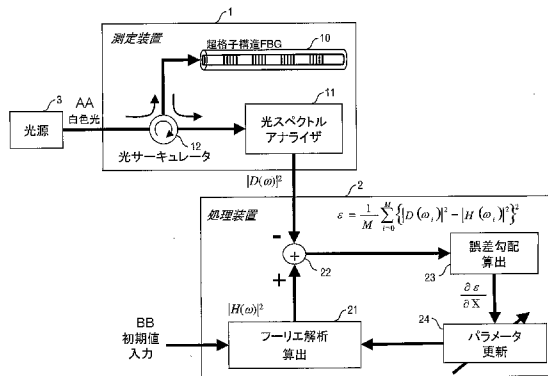 1
測定装置
超格子構造FBG
10
3
光源
AA
白色光
12
光サーキュレータ
11
光スペクトル
アナライザ
|D(ω)|²
2
処理装置
ε = 1/M Σ_{i=0}^{M} {|D(ω_i)|² − |H(ω_i)|²}²
-
+
22
+
誤差勾配
算出
23
∂ε/∂X
|H(ω)|²
21
BB
初期値
入力
フーリエ解析
算出
24
パラメータ
更新